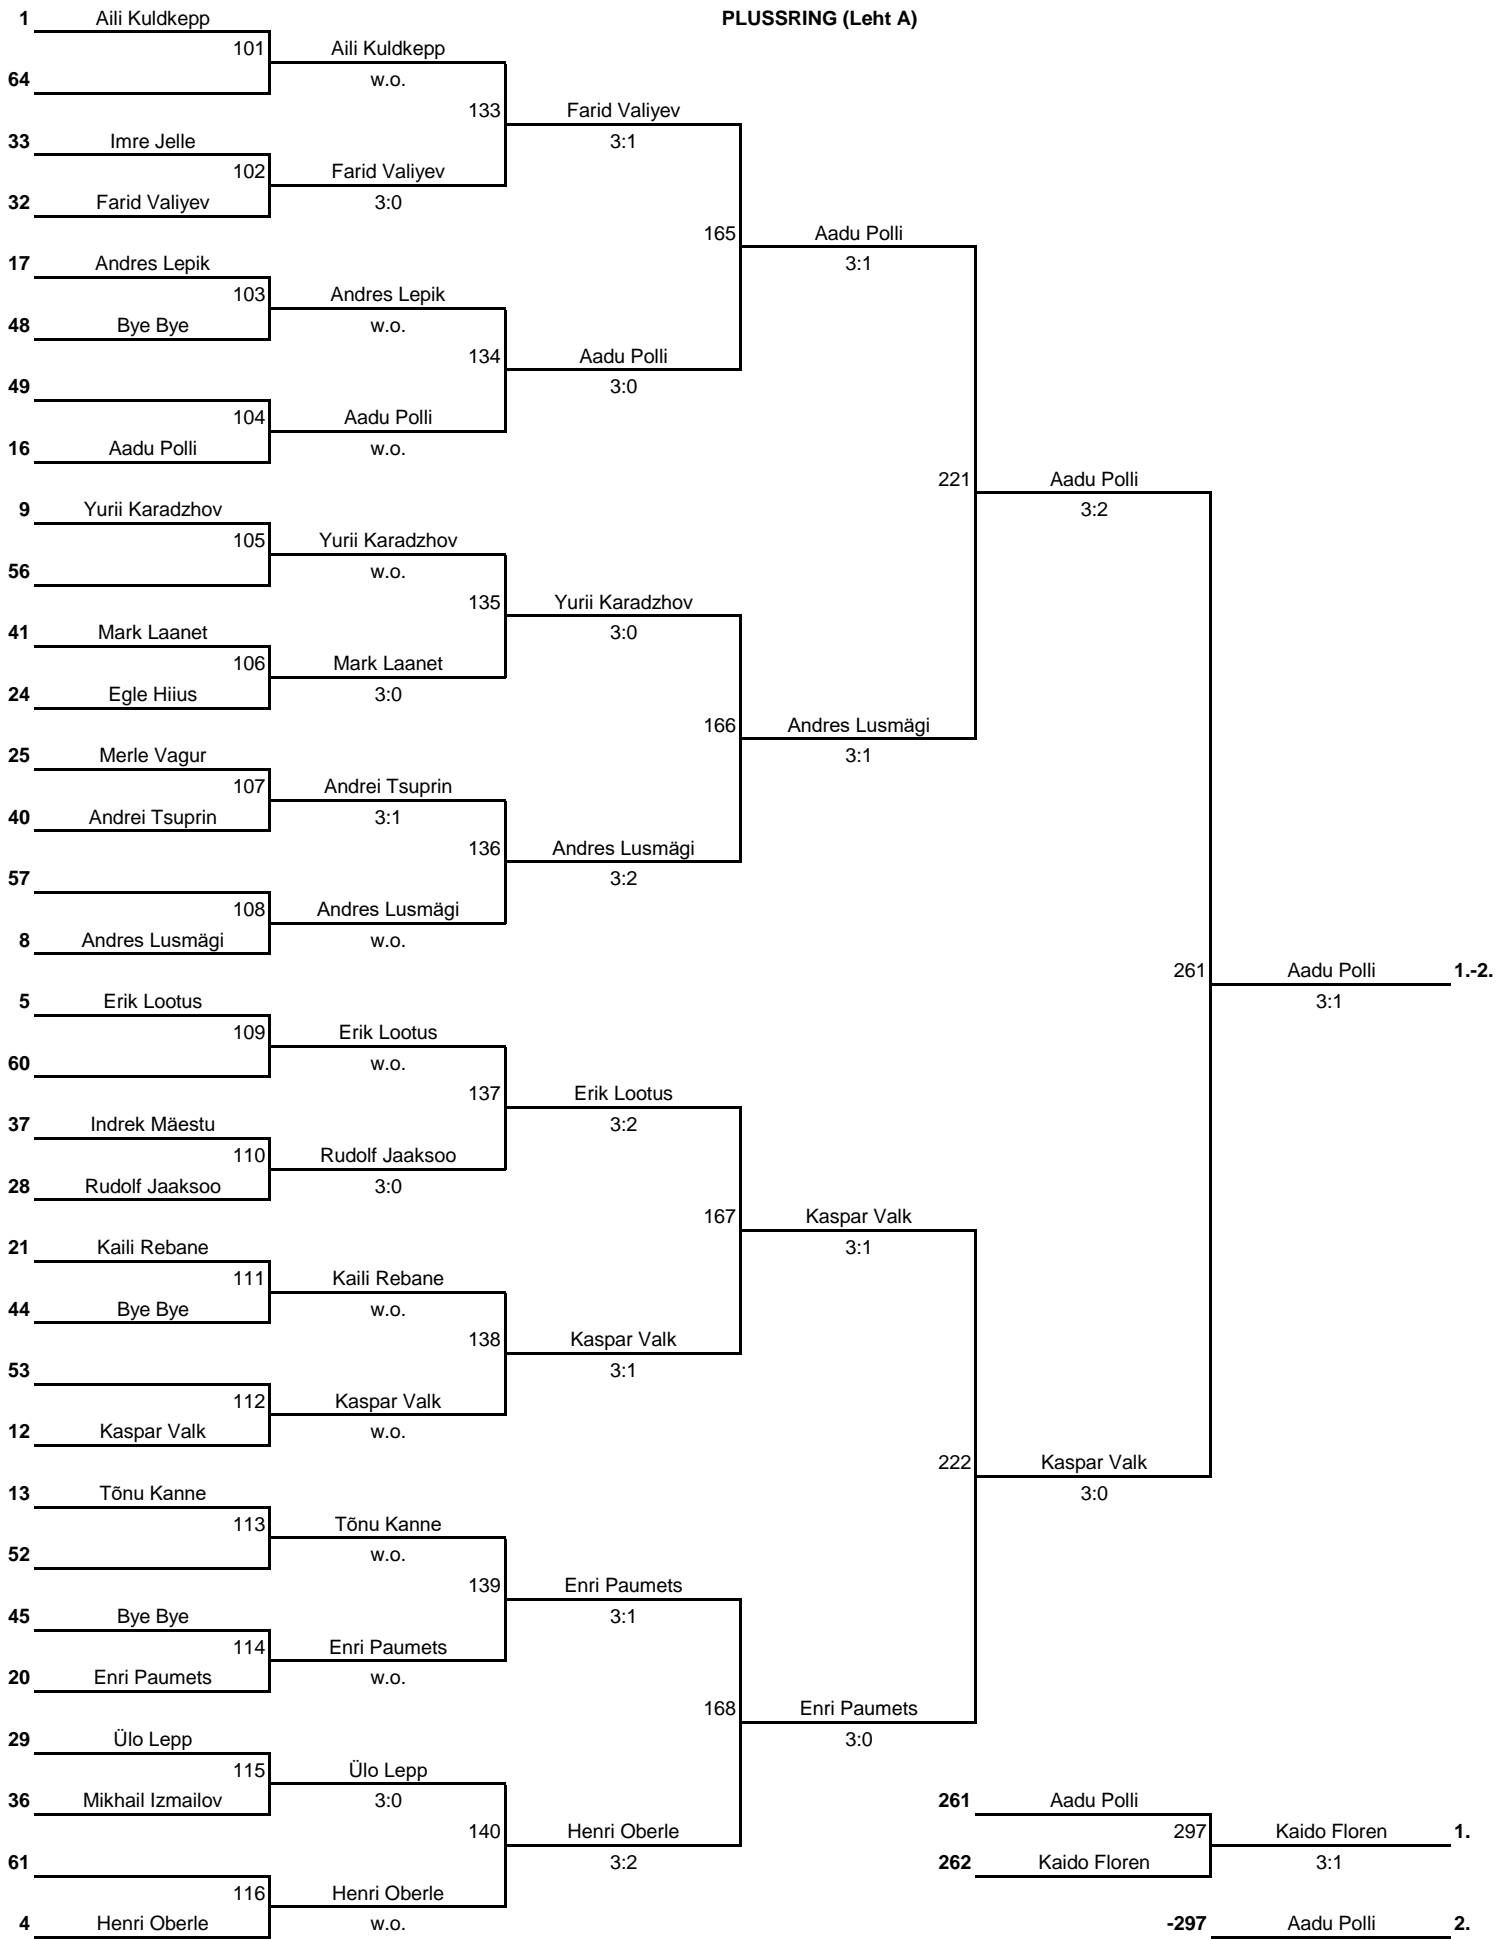 PLUSSRING (Leht A)
1 Aili Kuldkepp
101 Aili Kuldkepp
64 w.o.
133 Farid Valiyev
33 Imre Jelle 3:1
102 Farid Valiyev
32 Farid Valiyev 3:0
165 Aadu Polli
17 Andres Lepik 3:1
103 Andres Lepik
48 Bye Bye w.o.
134 Aadu Polli
49 3:0
104 Aadu Polli
16 Aadu Polli w.o.
221 Aadu Polli
9 Yurii Karadzhov 3:2
105 Yurii Karadzhov
56 w.o.
135 Yurii Karadzhov
41 Mark Laanet 3:0
106 Mark Laanet
24 Egle Hiius 3:0
166 Andres Lusmägi
25 Merle Vagur 3:1
107 Andrei Tsuprin
40 Andrei Tsuprin 3:1
136 Andres Lusmägi
57 3:2
108 Andres Lusmägi
8 Andres Lusmägi w.o.
261 Aadu Polli 1.-2.
5 Erik Lootus 3:1
109 Erik Lootus
60 w.o.
137 Erik Lootus
37 Indrek Mäestu 3:2
110 Rudolf Jaaksoo
28 Rudolf Jaaksoo 3:0
167 Kaspar Valk
21 Kaili Rebane 3:1
111 Kaili Rebane
44 Bye Bye w.o.
138 Kaspar Valk
53 3:1
112 Kaspar Valk
12 Kaspar Valk w.o.
222 Kaspar Valk
13 Tõnu Kanne 3:0
113 Tõnu Kanne
52 w.o.
139 Enri Paumets
45 Bye Bye 3:1
114 Enri Paumets
20 Enri Paumets w.o.
168 Enri Paumets
29 Ülo Lepp 3:0
115 Ülo Lepp
36 Mikhail Izmailov 3:0 261 Aadu Polli
140 Henri Oberle 297 Kaido Floren 1.
61 3:2 262 Kaido Floren 3:1
116 Henri Oberle
4 Henri Oberle w.o. -297 Aadu Polli 2.